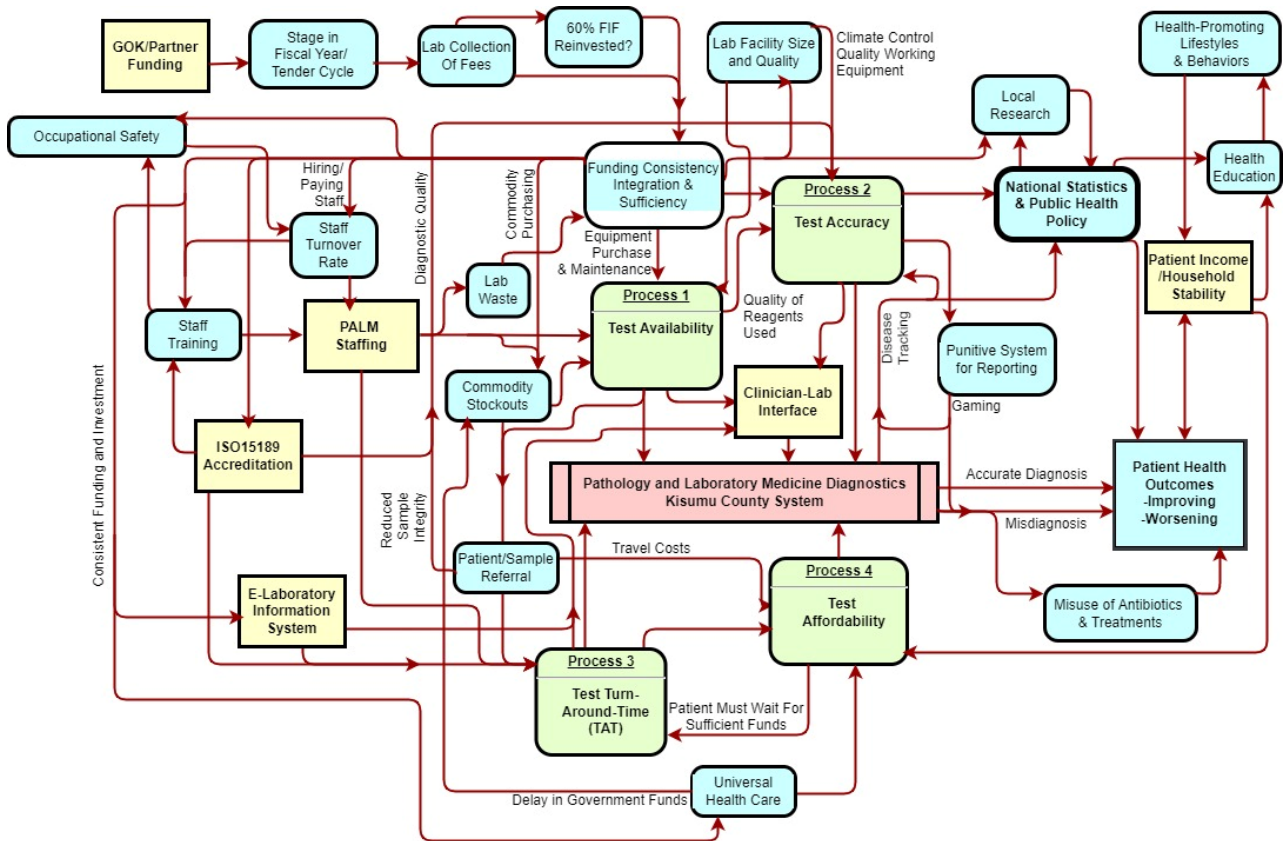 GOK/Partner
Funding
Stage in
Fiscal Year/
Tender Cycle
Lab Collection
Of Fees
60% FIF
Reinvested?
Lab Facility Size
and Quality
Climate Control
Quality Working
Equipment
Health-Promoting
Lifestyles
& Behaviors
Local
Research
Health
Education
Occupational Safety
Hiring/
Paying
Staff
Diagnostic Quality
Commodity
Purchasing
Funding Consistency
Integration &
Sufficiency
Process 2
Test Accuracy
National Statistics
& Public Health
Policy
Staff
Turnover
Rate
Lab
Waste
Equipment
Purchase
& Maintenance
Patient Income
/Household
Stability
Process 1
Test Availability
Quality of
Reagents
Used
Disease
Tracking
Staff
Training
PALM
Staffing
Punitive System
for Reporting
Commodity
Stockouts
Clinician-Lab
Interface
Gaming
Consistent Funding and Investment
ISO15189
Accreditation
Pathology and Laboratory Medicine Diagnostics
Kisumu County System
Accurate Diagnosis
Misdiagnosis
Patient Health
Outcomes
-Improving
-Worsening
Reduced
Sample
Integrity
Patient/Sample
Referral
Travel Costs
Process 4
Test
Affordability
E-Laboratory
Information
System
Misuse of Antibiotics
& Treatments
Process 3
Test Turn-
Around-Time
(TAT)
Patient Must Wait For
Sufficient Funds
Delay in Government Funds
Universal
Health Care